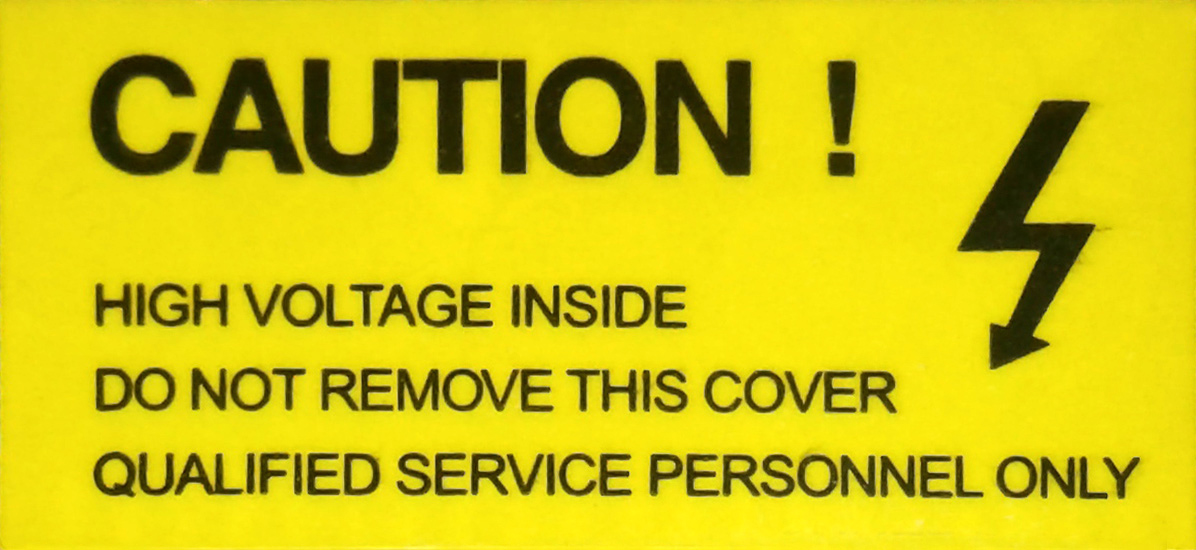 CAUTION !
HIGH VOLTAGE INSIDE
DO NOT REMOVE THIS COVER
QUALIFIED SERVICE PERSONNEL ONLY